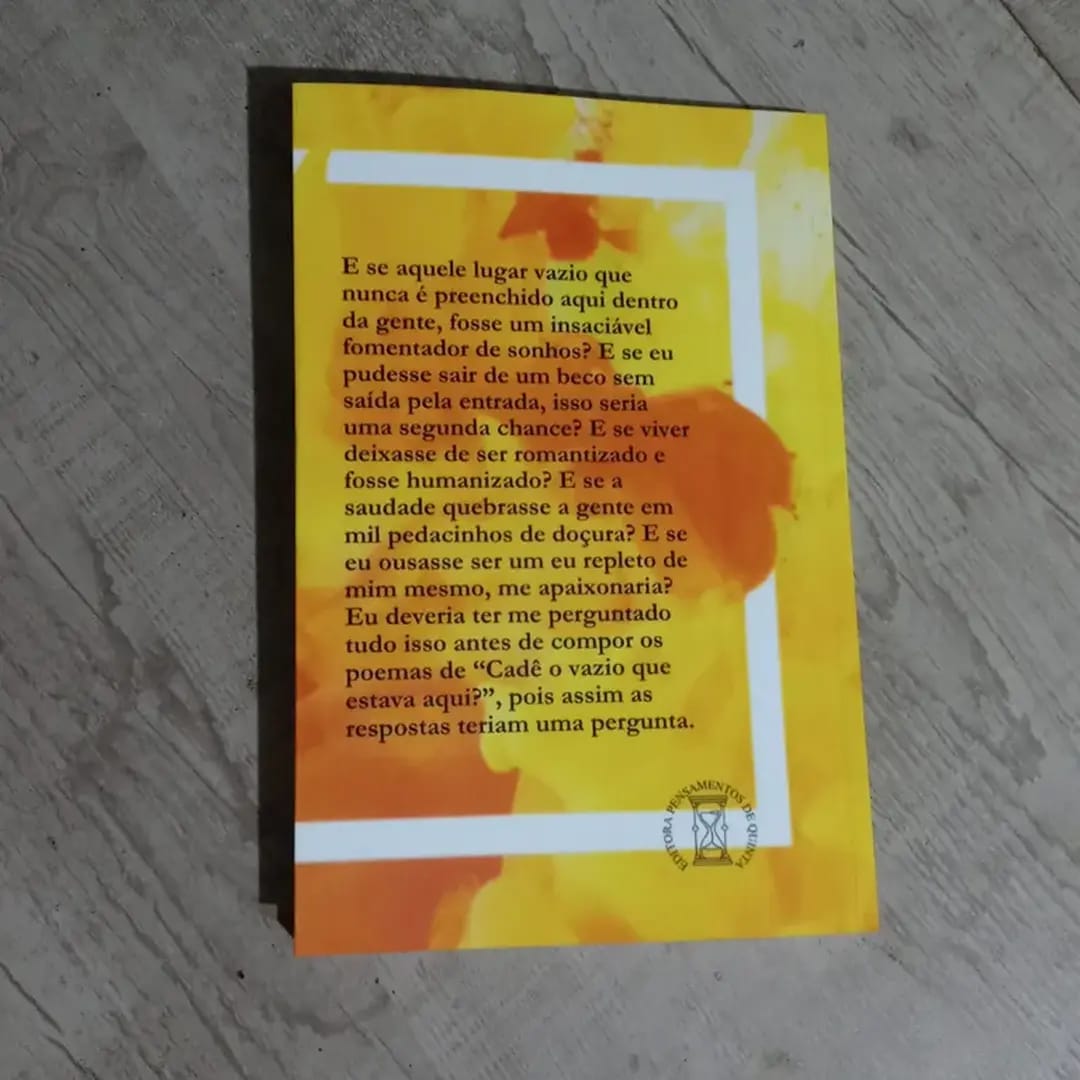 E se aquele lugar vazio que
nunca é preenchido aqui dentro
da gente, fosse um insaciável
fomentador de sonhos? E se eu
pudesse sair de um beco sem
saída pela entrada, isso seria
uma segunda chance? E se viver
deixasse de ser romantizado e
fosse humanizado? E se a
saudade quebrasse a gente em
mil pedacinhos de doçura? E se
eu ousasse ser um eu repleto de
mim mesmo, me apaixonaria?
Eu deveria ter me perguntado
tudo isso antes de compor os
poemas de “Cadê o vazio que
estava aqui?”, pois assim as
respostas teriam uma pergunta.
EDITORA PENSAMENTOS DE QUINTA